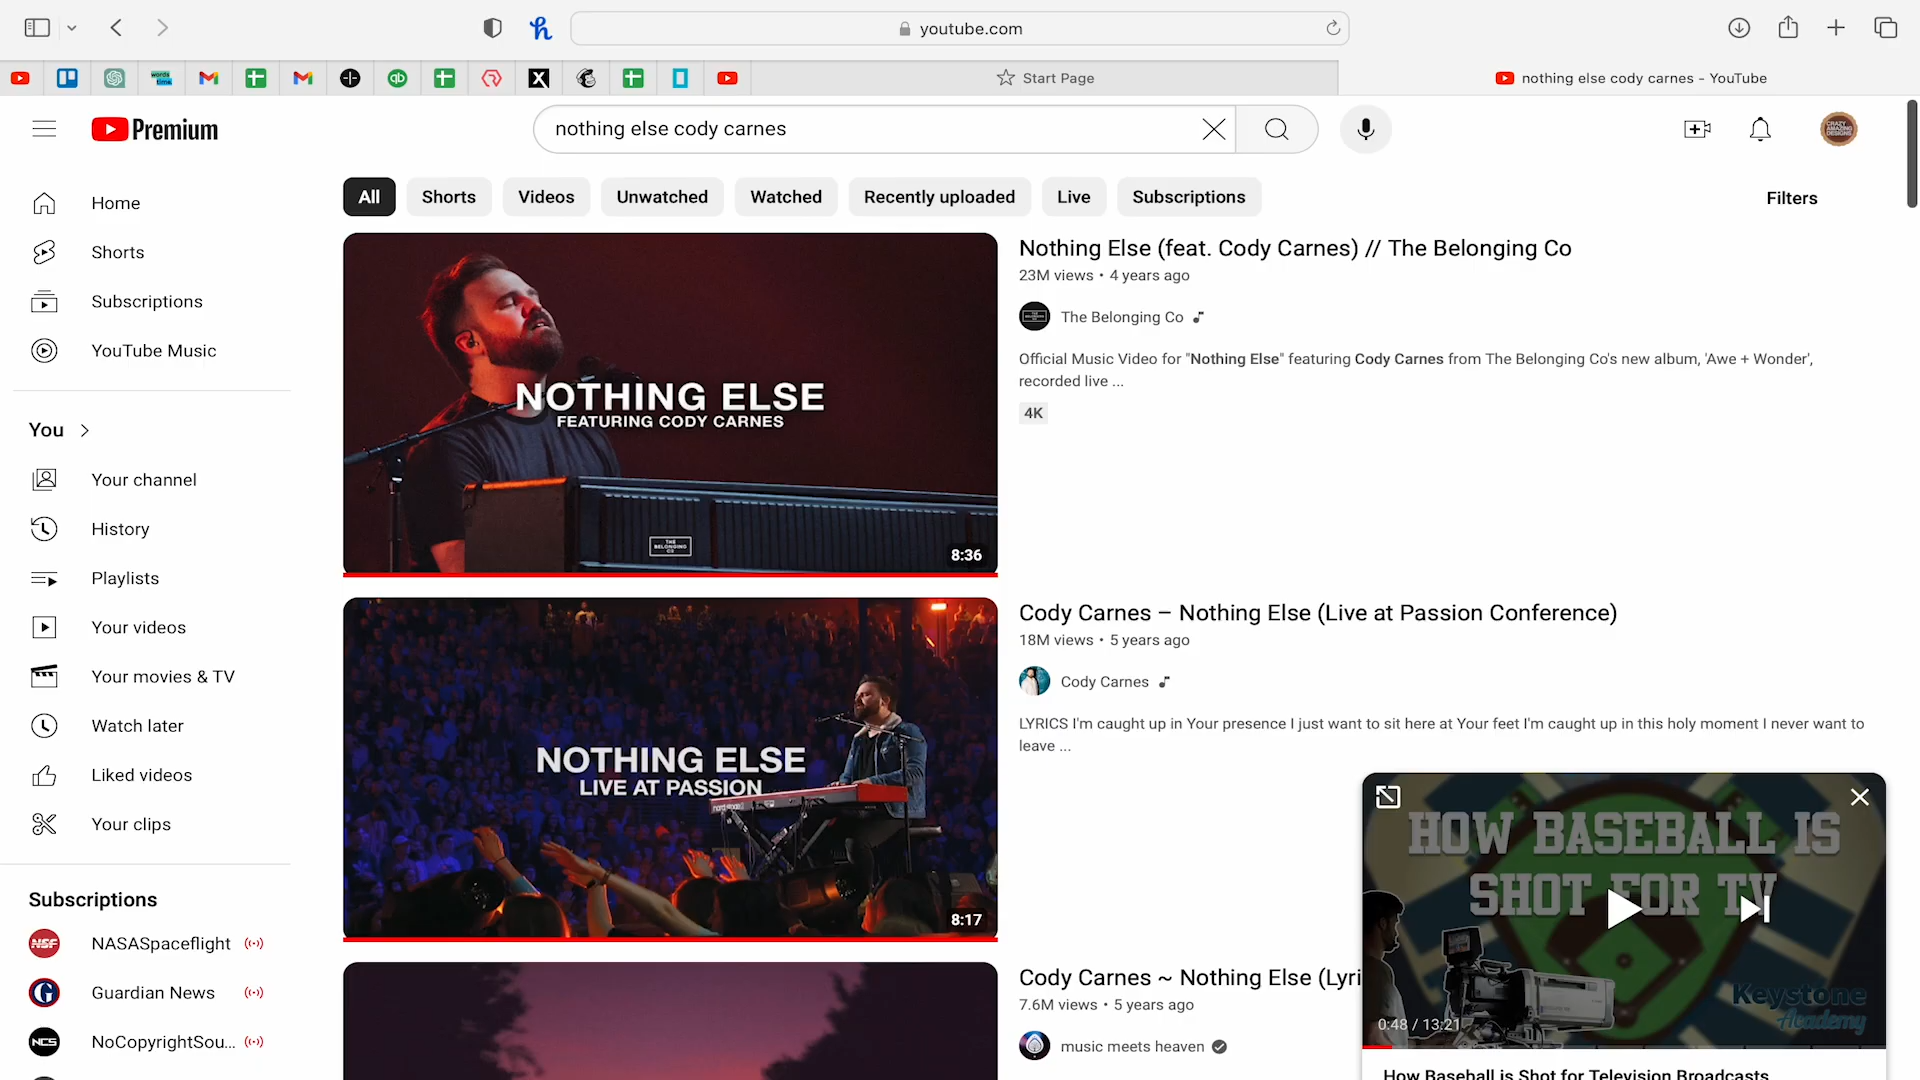 youtube.com
Start Page
nothing else cody carnes - YouTube
Premium
nothing else cody carnes
All
Shorts
Videos
Unwatched
Watched
Recently uploaded
Live
Subscriptions
Filters
Home
Shorts
Subscriptions
YouTube Music
You
Your channel
History
Playlists
Your videos
Your movies & TV
Watch later
Liked videos
Your clips
Subscriptions
NASASpaceflight
Guardian News
NoCopyrightSou...
NOTHING ELSE
FEATURING CODY CARNES
THE
BELONGING
CO
8:36
Nothing Else (feat. Cody Carnes) // The Belonging Co
23M views • 4 years ago
The Belonging Co
Official Music Video for "Nothing Else" featuring Cody Carnes from The Belonging Co's new album, 'Awe + Wonder',
recorded live ...
4K
NOTHING ELSE
LIVE AT PASSION
8:17
Cody Carnes – Nothing Else (Live at Passion Conference)
18M views • 5 years ago
Cody Carnes
LYRICS I'm caught up in Your presence I just want to sit here at Your feet I'm caught up in this holy moment I never want to
leave ...
Cody Carnes ~ Nothing Else (Lyri
7.6M views • 5 years ago
music meets heaven
HOW BASEBALL IS
SHOT FOR TV
Keystone
Academy
0:48 / 13:21
How Baseball is Shot for Television Broadcasts